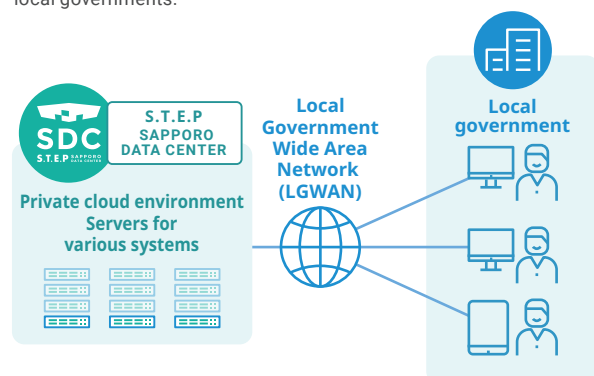 local governments.
SDC
S.T.E.P SAPPORO DATA CENTER
S.T.E.P
SAPPORO
DATA CENTER
Private cloud environment
Servers for
various systems
Local
Government
Wide Area
Network
(LGWAN)
Local
government